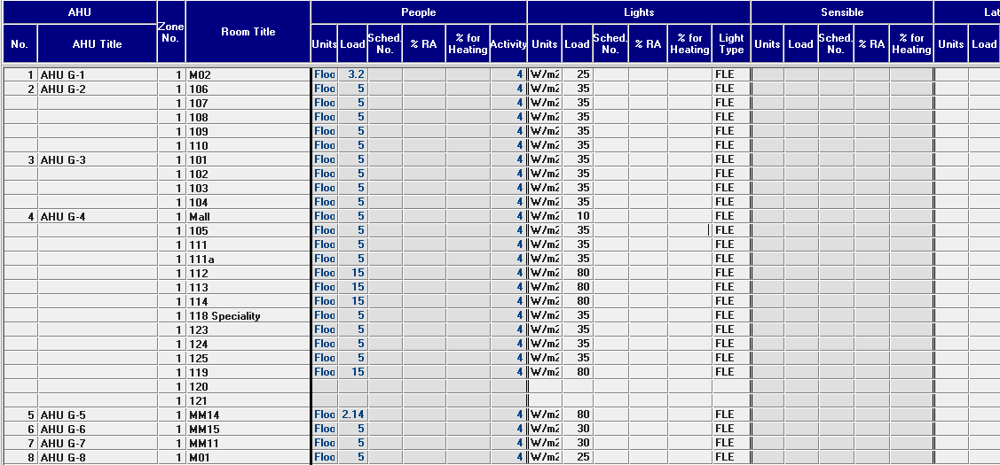 AHU People Lights Sensible Lat
No. AHU Title Zone No. Room Title Units Load Sched. No. % RA % for Heating Activity Units Load Sched. No. % RA % for Heating Light Type Units Load Sched. No. % RA % for Heating Units Load
1 AHU G-1 1 M02 Floo 3.2 4 W/m2 25 FLE
2 AHU G-2 1 106 Floo 5 4 W/m2 35 FLE
1 107 Floo 5 4 W/m2 35 FLE
1 108 Floo 5 4 W/m2 35 FLE
1 109 Floo 5 4 W/m2 35 FLE
1 110 Floo 5 4 W/m2 35 FLE
3 AHU G-3 1 101 Floo 5 4 W/m2 35 FLE
1 102 Floo 5 4 W/m2 35 FLE
1 103 Floo 5 4 W/m2 35 FLE
1 104 Floo 5 4 W/m2 35 FLE
4 AHU G-4 1 Mall Floo 5 4 W/m2 10 FLE
1 105 Floo 5 4 W/m2 35 FLE
1 111 Floo 5 4 W/m2 35 FLE
1 111a Floo 5 4 W/m2 35 FLE
1 112 Floo 15 4 W/m2 80 FLE
1 113 Floo 15 4 W/m2 80 FLE
1 114 Floo 15 4 W/m2 80 FLE
1 118 Speciality Floo 5 4 W/m2 35 FLE
1 123 Floo 5 4 W/m2 35 FLE
1 124 Floo 5 4 W/m2 35 FLE
1 125 Floo 5 4 W/m2 35 FLE
1 119 Floo 15 4 W/m2 80 FLE
1 120
1 121
5 AHU G-5 1 MM14 Floo 2.14 4 W/m2 80 FLE
6 AHU G-6 1 MM15 Floo 5 4 W/m2 30 FLE
7 AHU G-7 1 MM11 Floo 5 4 W/m2 30 FLE
8 AHU G-8 1 M01 Floo 5 4 W/m2 25 FLE